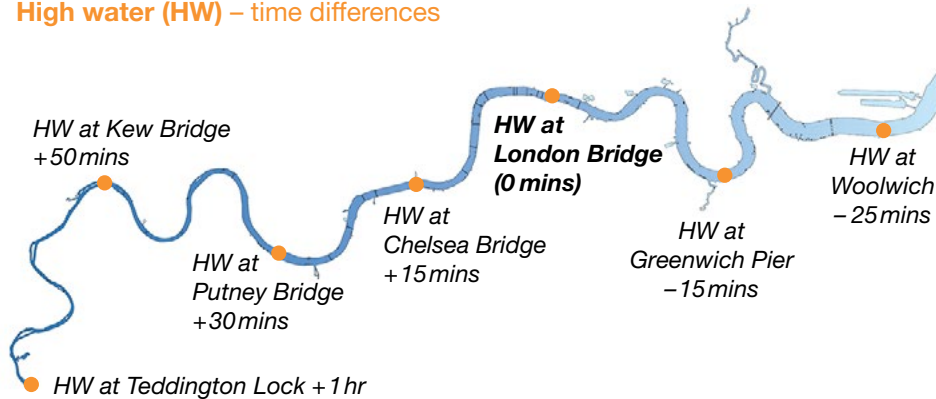 High water (HW) – time differences
HW at Kew Bridge
+50 mins
HW at
London Bridge
(0 mins)
HW at
Woolwich
– 25 mins
HW at
Chelsea Bridge
+15 mins
HW at
Greenwich Pier
–15 mins
HW at
Putney Bridge
+30 mins
HW at Teddington Lock +1 hr